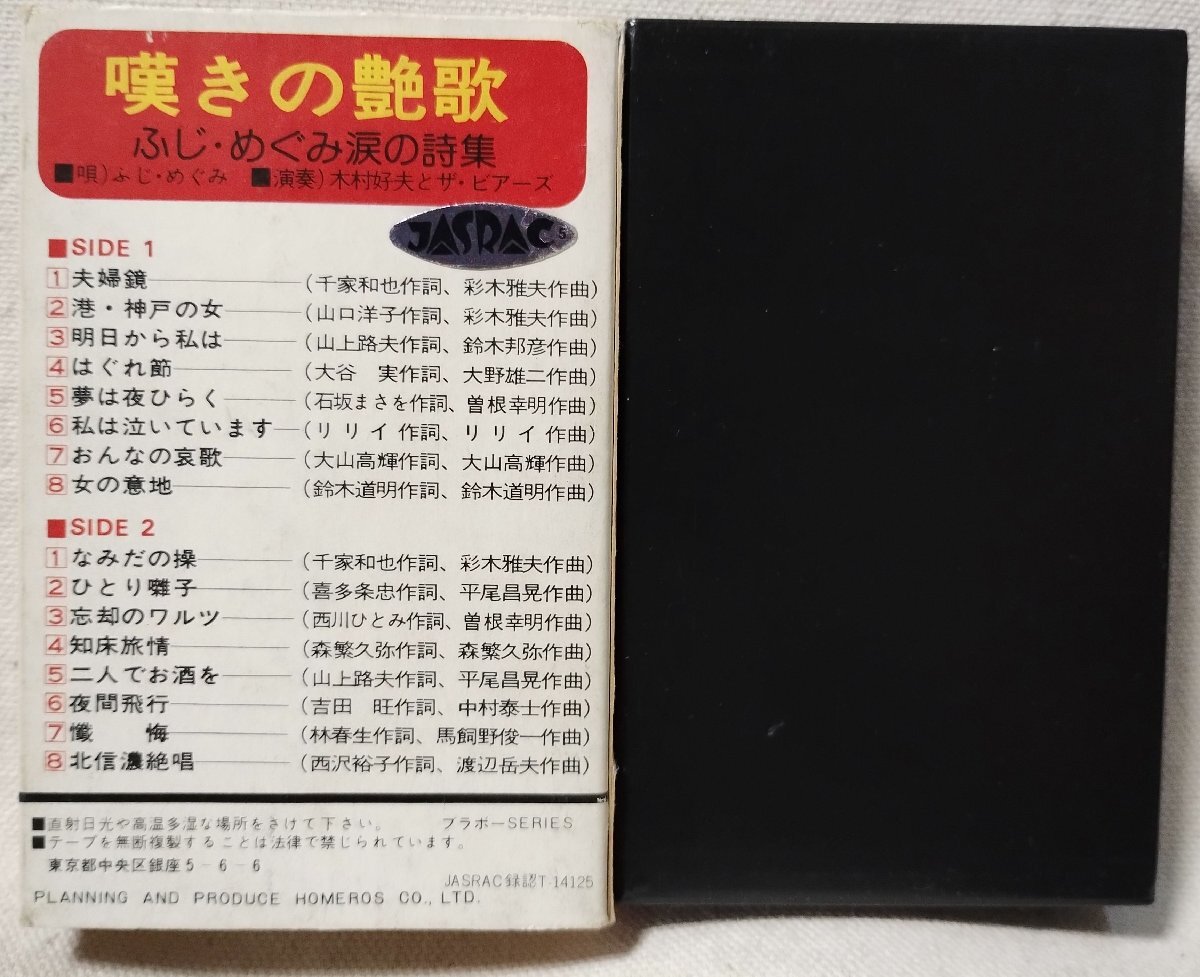 嘆きの艶歌
ふじ・めぐみ涙の詩集
■唄)ふじ・めぐみ ■演奏)木村好夫とザ・ビアーズ
JASRAC 5
■SIDE 1
1 夫婦鏡 (千家和也作詞、彩木雅夫作曲)
2 港・神戸の女 (山口洋子作詞、彩木雅夫作曲)
3 明日から私は (山上路夫作詞、鈴木邦彦作曲)
4 はぐれ節 (大谷 実作詞、大野雄二作曲)
5 夢は夜ひらく (石坂まさを作詞、曽根幸明作曲)
6 私は泣いています (リリイ作詞、リリイ作曲)
7 おんなの哀歌 (大山高輝作詞、大山高輝作曲)
8 女の意地 (鈴木道明作詞、鈴木道明作曲)
■SIDE 2
1 なみだの操 (千家和也作詞、彩木雅夫作曲)
2 ひとり囃子 (喜多条忠作詞、平尾昌晃作曲)
3 忘却のワルツ (西川ひとみ作詞、曽根幸明作曲)
4 知床旅情 (森繁久弥作詞、森繁久弥作曲)
5 二人でお酒を (山上路夫作詞、平尾昌晃作曲)
6 夜間飛行 (吉田 旺作詞、中村泰士作曲)
7 懺 悔 (林春生作詞、馬飼野俊一作曲)
8 北信濃絶唱 (西沢裕子作詞、渡辺岳夫作曲)
■直射日光や高温多湿な場所をさけて下さい。 ブラボーSERIES
■テープを無断複製することは法律で禁じられています。
東京都中央区銀座5-6-6
JASRAC録認T-14125
PLANNING AND PRODUCE HOMEROS CO., LTD.